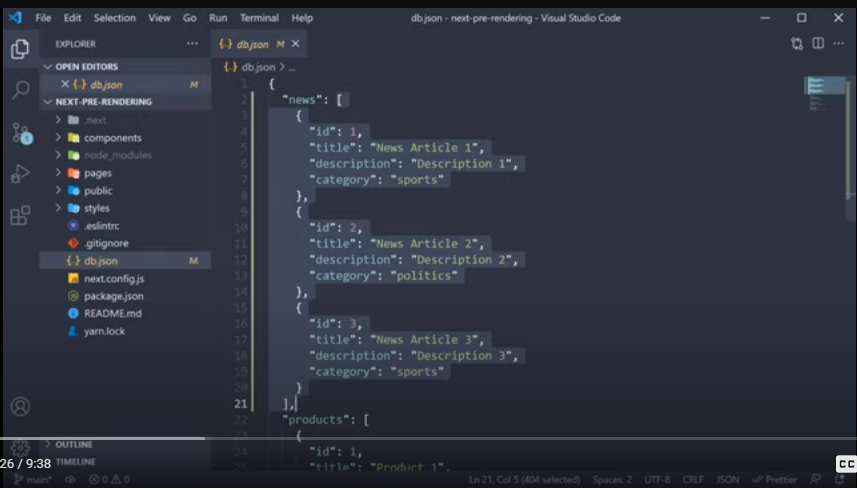 File Edit Selection View Go Run Terminal Help db.json - next-pre-rendering - Visual Studio Code
EXPLORER
db.json M
OPEN EDITORS
{..} db.json > ...
{..} db.json M
NEXT-PRE-RENDERING
.next
components
node_modules
pages
public
styles
.eslintrc
.gitignore
{..} db.json M
next.config.js
package.json
README.md
yarn.lock
1 {
2 "news": [
3 {
4 "id": 1,
5 "title": "News Article 1",
6 "description": "Description 1",
7 "category": "sports"
8 },
9 {
10 "id": 2,
11 "title": "News Article 2",
12 "description": "Description 2",
13 "category": "politics"
14 },
15 {
16 "id": 3,
17 "title": "News Article 3",
18 "description": "Description 3",
19 "category": "sports"
20 }
21 ],
22 "products": [
23 {
24 "id": 1,
25 "title": "Product 1",
OUTLINE
26 / 9:38
TIMELINE
CC
main* 0 0 Ln 21, Col 5 (404 selected) Spaces: 2 UTF-8 CRLF JSON Prettier